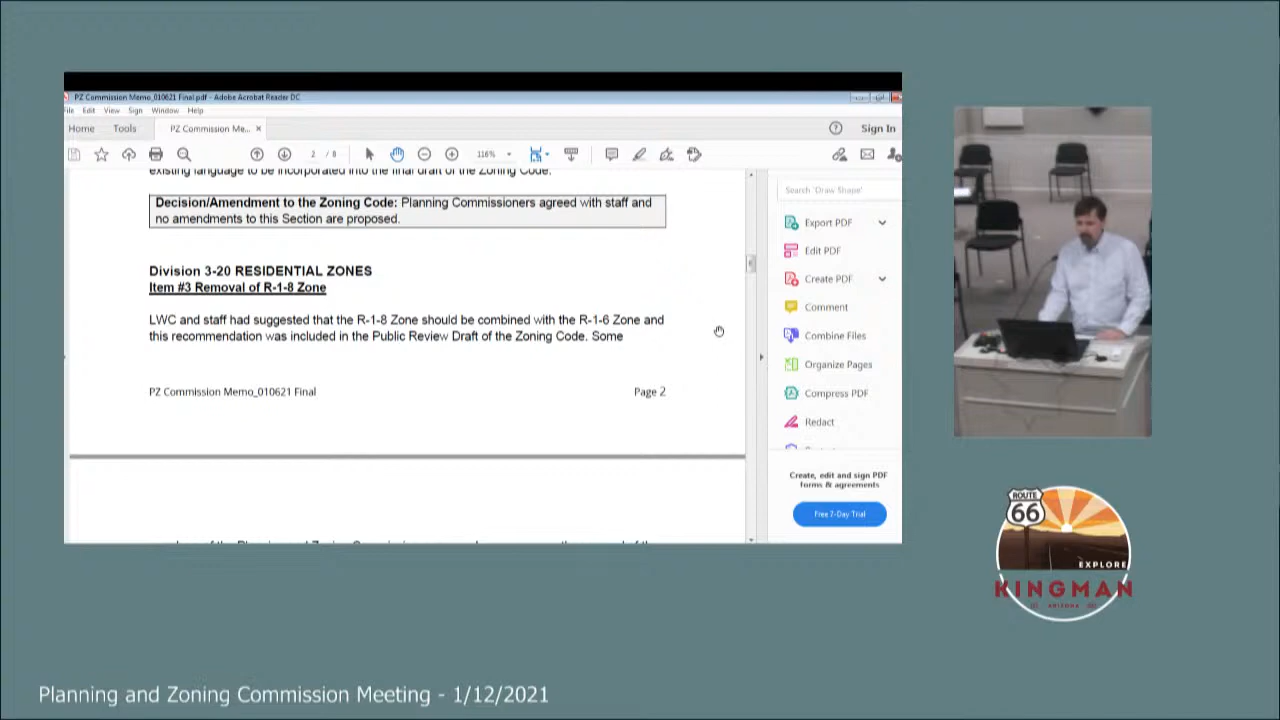 PZ Commission Memo_010621 Final.pdf - Adobe Acrobat Reader DC
File Edit View Sign Window Help
Home Tools PZ Commission Me... × Sign In
2 / 8 116%
existing language to be incorporated into the final draft of the Zoning Code.
Decision/Amendment to the Zoning Code: Planning Commissioners agreed with staff and
no amendments to this Section are proposed.
Division 3-20 RESIDENTIAL ZONES
Item #3 Removal of R-1-8 Zone
LWC and staff had suggested that the R-1-8 Zone should be combined with the R-1-6 Zone and
this recommendation was included in the Public Review Draft of the Zoning Code. Some
PZ Commission Memo_010621 Final Page 2
Search 'Draw Shape'
Export PDF
Edit PDF
Create PDF
Comment
Combine Files
Organize Pages
Compress PDF
Redact
Create, edit and sign PDF
forms & agreements
Free 7-Day Trial
ROUTE
66
EXPLORE
KINGMAN
ARIZONA
Planning and Zoning Commission Meeting - 1/12/2021